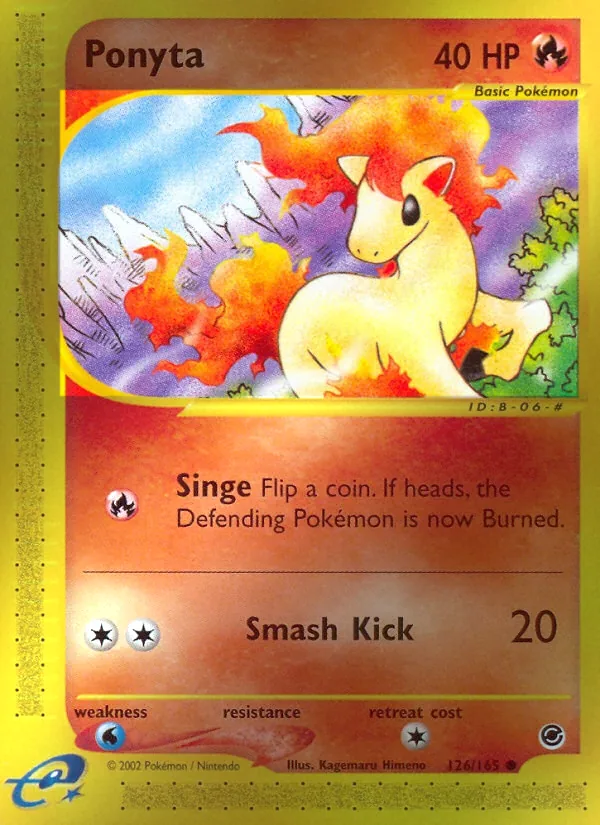 Ponyta 40 HP
Basic Pokémon
ID:B-06-#
Singe Flip a coin. If heads, the
Defending Pokémon is now Burned.
Smash Kick 20
weakness resistance retreat cost
© 2002 Pokémon / Nintendo Illus. Kagemaru Himeno 126/165
e